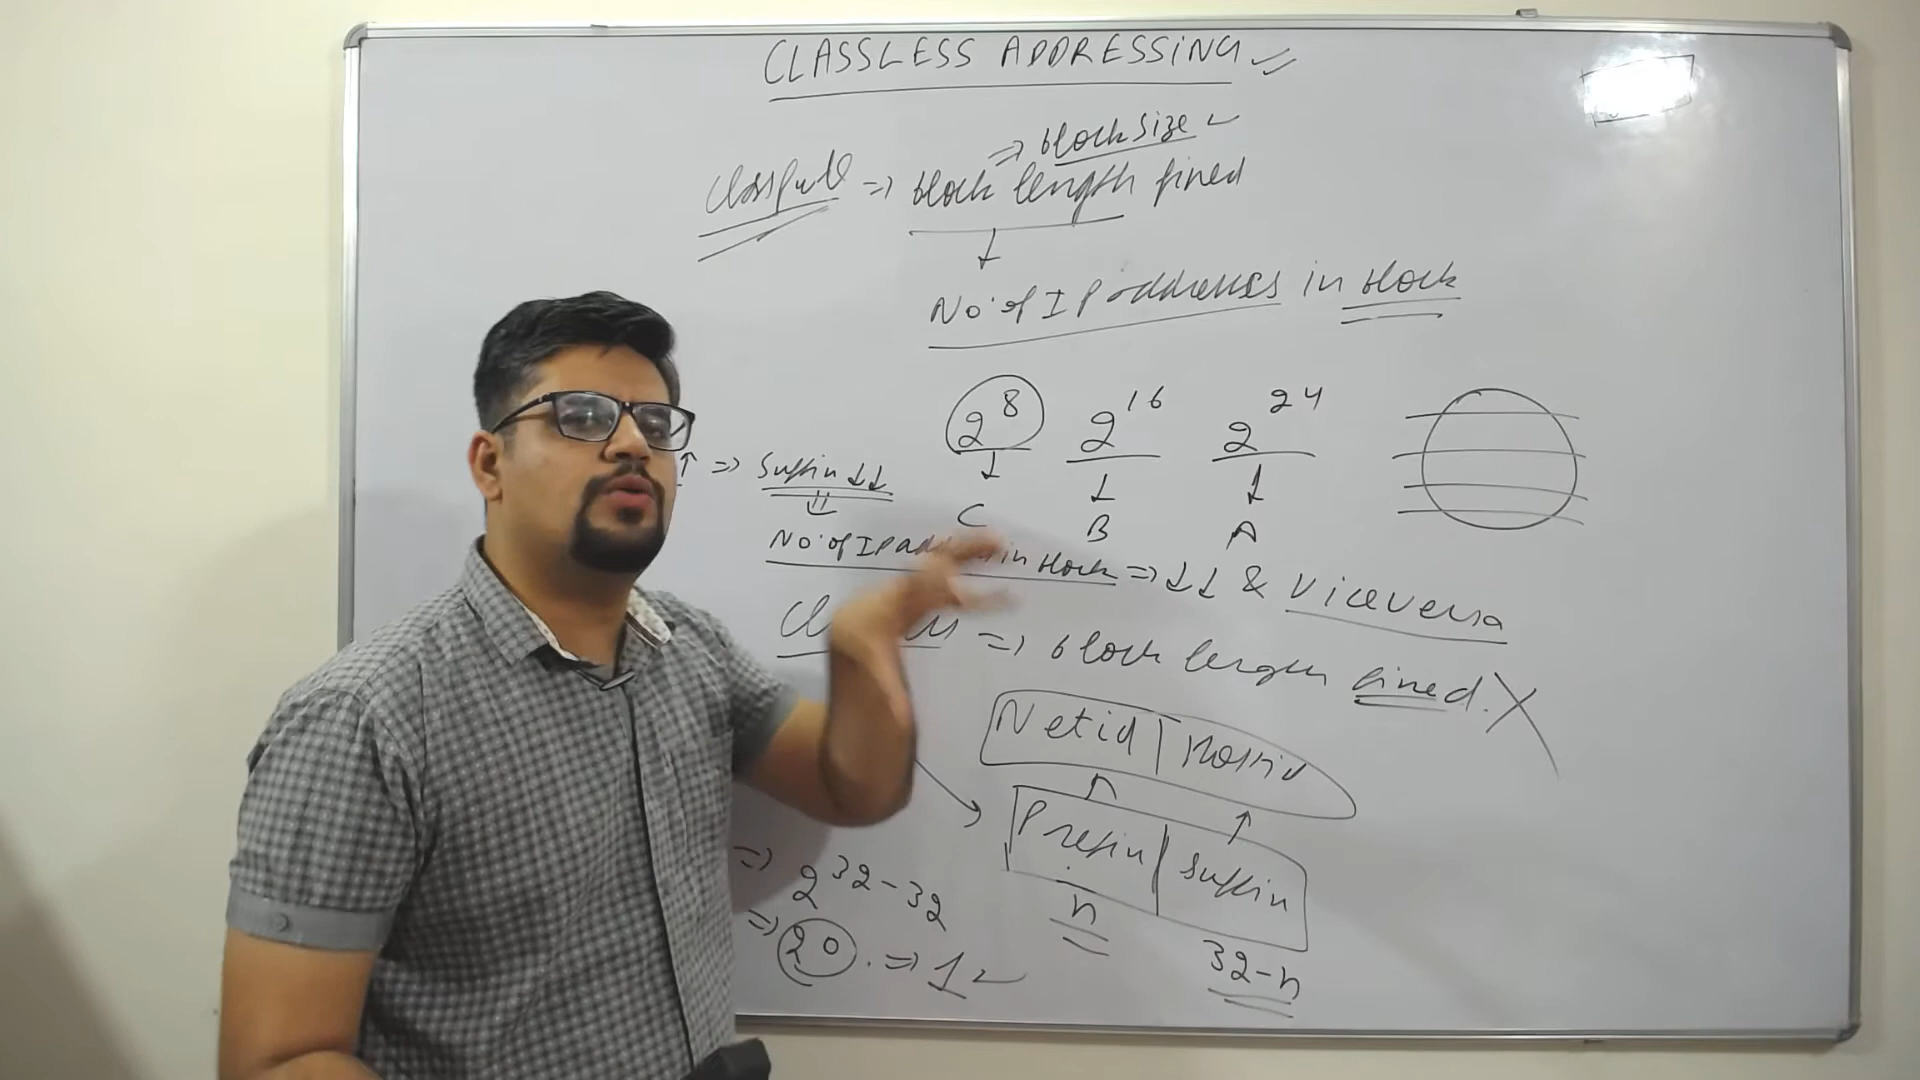 CLASSLESS ADDRESSING
=> block size
Classful => block length fixed
No. of IP addresses in block
2^8 2^16 2^24
C B A
↑ => Suffix ↓↓
No. of IP in block => ↓↓ & Viceversa
=> block length fixed. X
Netid | Hostid
Prefix | Suffix
n 32-n
=> 2^32-32
=> 2^0 . => 1